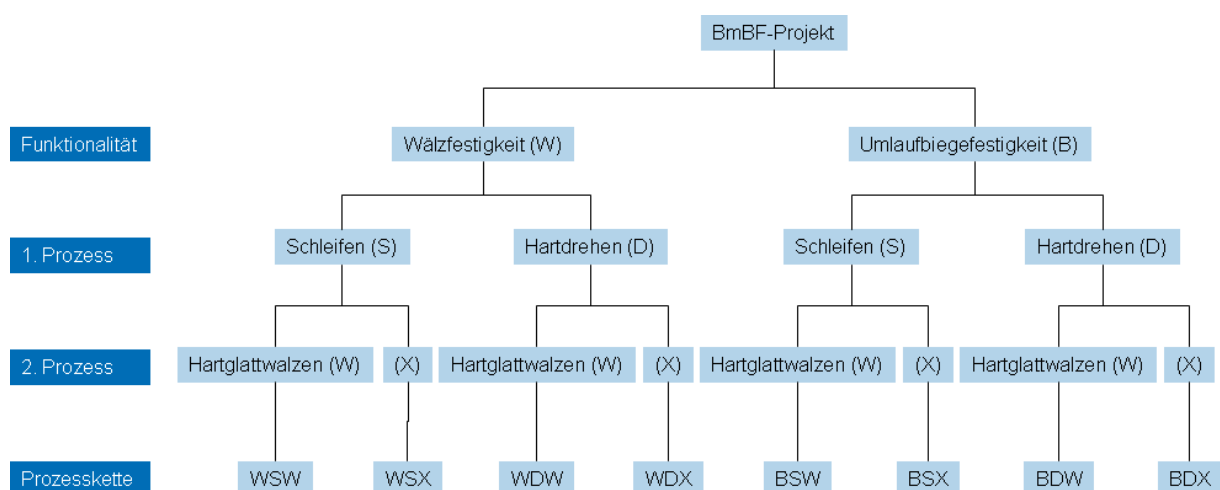 BmBF-Projekt
Funktionalität Wälzfestigkeit (W) Umlaufbiegefestigkeit (B)
1. Prozess Schleifen (S) Hartdrehen (D) Schleifen (S) Hartdrehen (D)
2. Prozess Hartglattwalzen (W) (X) Hartglattwalzen (W) (X) Hartglattwalzen (W) (X) Hartglattwalzen (W) (X)
Prozesskette WSW WSX WDW WDX BSW BSX BDW BDX